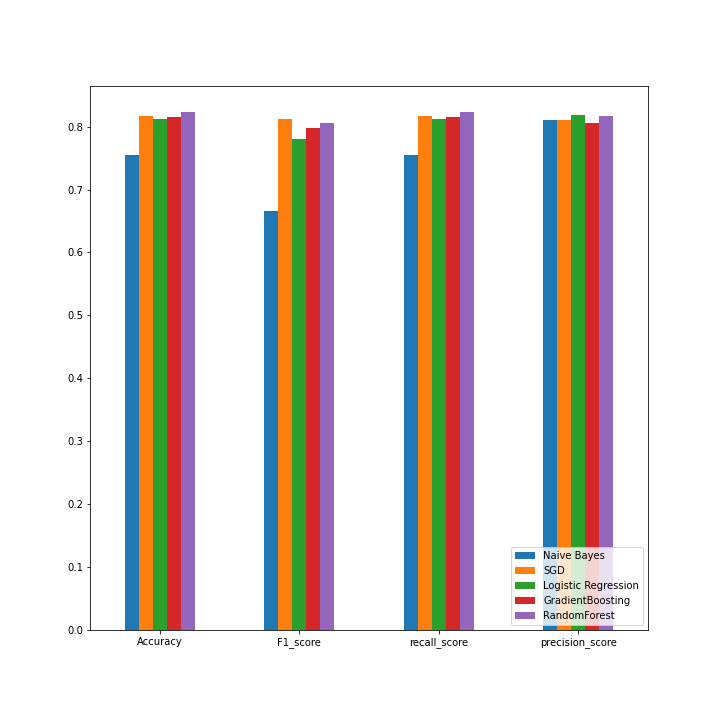 0.8
0.7
0.6
0.5
0.4
0.3
0.2
0.1
0.0
Naive Bayes
SGD
Logistic Regression
GradientBoosting
RandomForest
Accuracy
F1_score
recall_score
precision_score